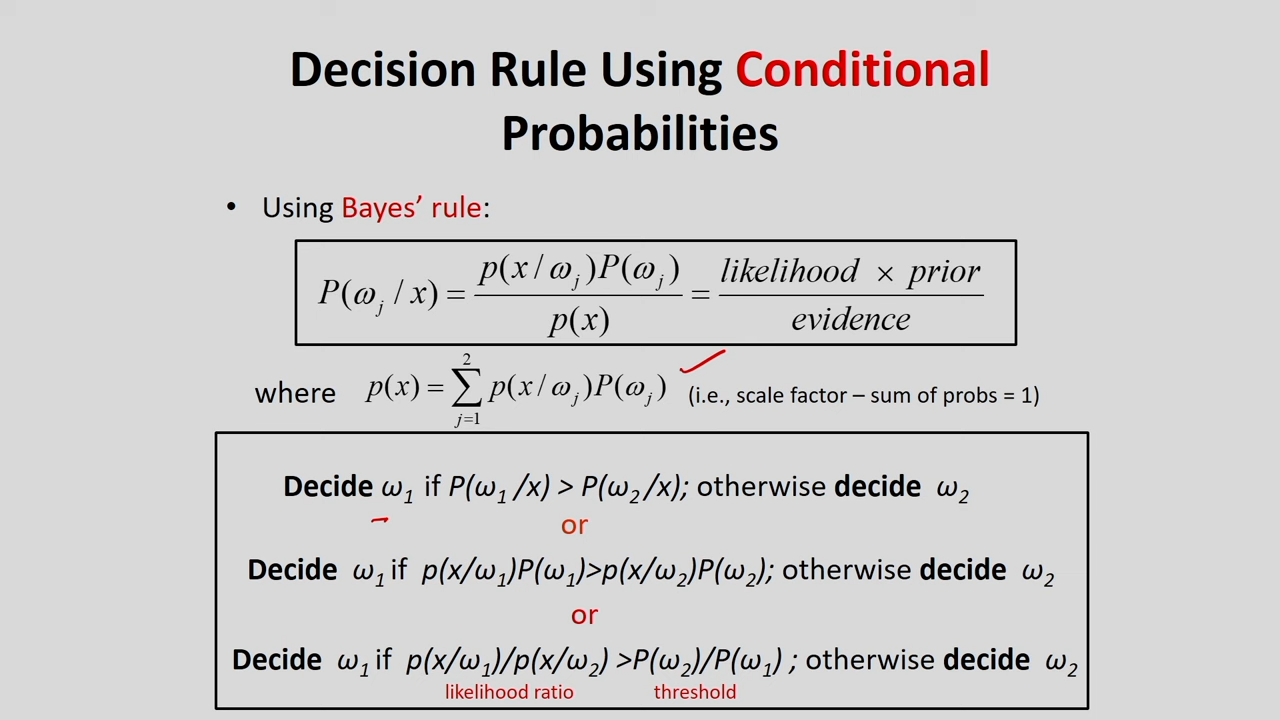 Decision Rule Using Conditional
Probabilities
• Using Bayes’ rule:
P(ω_j / x) = p(x / ω_j)P(ω_j) / p(x) = likelihood × prior / evidence
where p(x) = ∑_{j=1}^{2} p(x / ω_j)P(ω_j) (i.e., scale factor – sum of probs = 1)
Decide ω₁ if P(ω₁ /x) > P(ω₂ /x); otherwise decide ω₂
or
Decide ω₁ if p(x/ω₁)P(ω₁)>p(x/ω₂)P(ω₂); otherwise decide ω₂
or
Decide ω₁ if p(x/ω₁)/p(x/ω₂) >P(ω₂)/P(ω₁) ; otherwise decide ω₂
likelihood ratio threshold